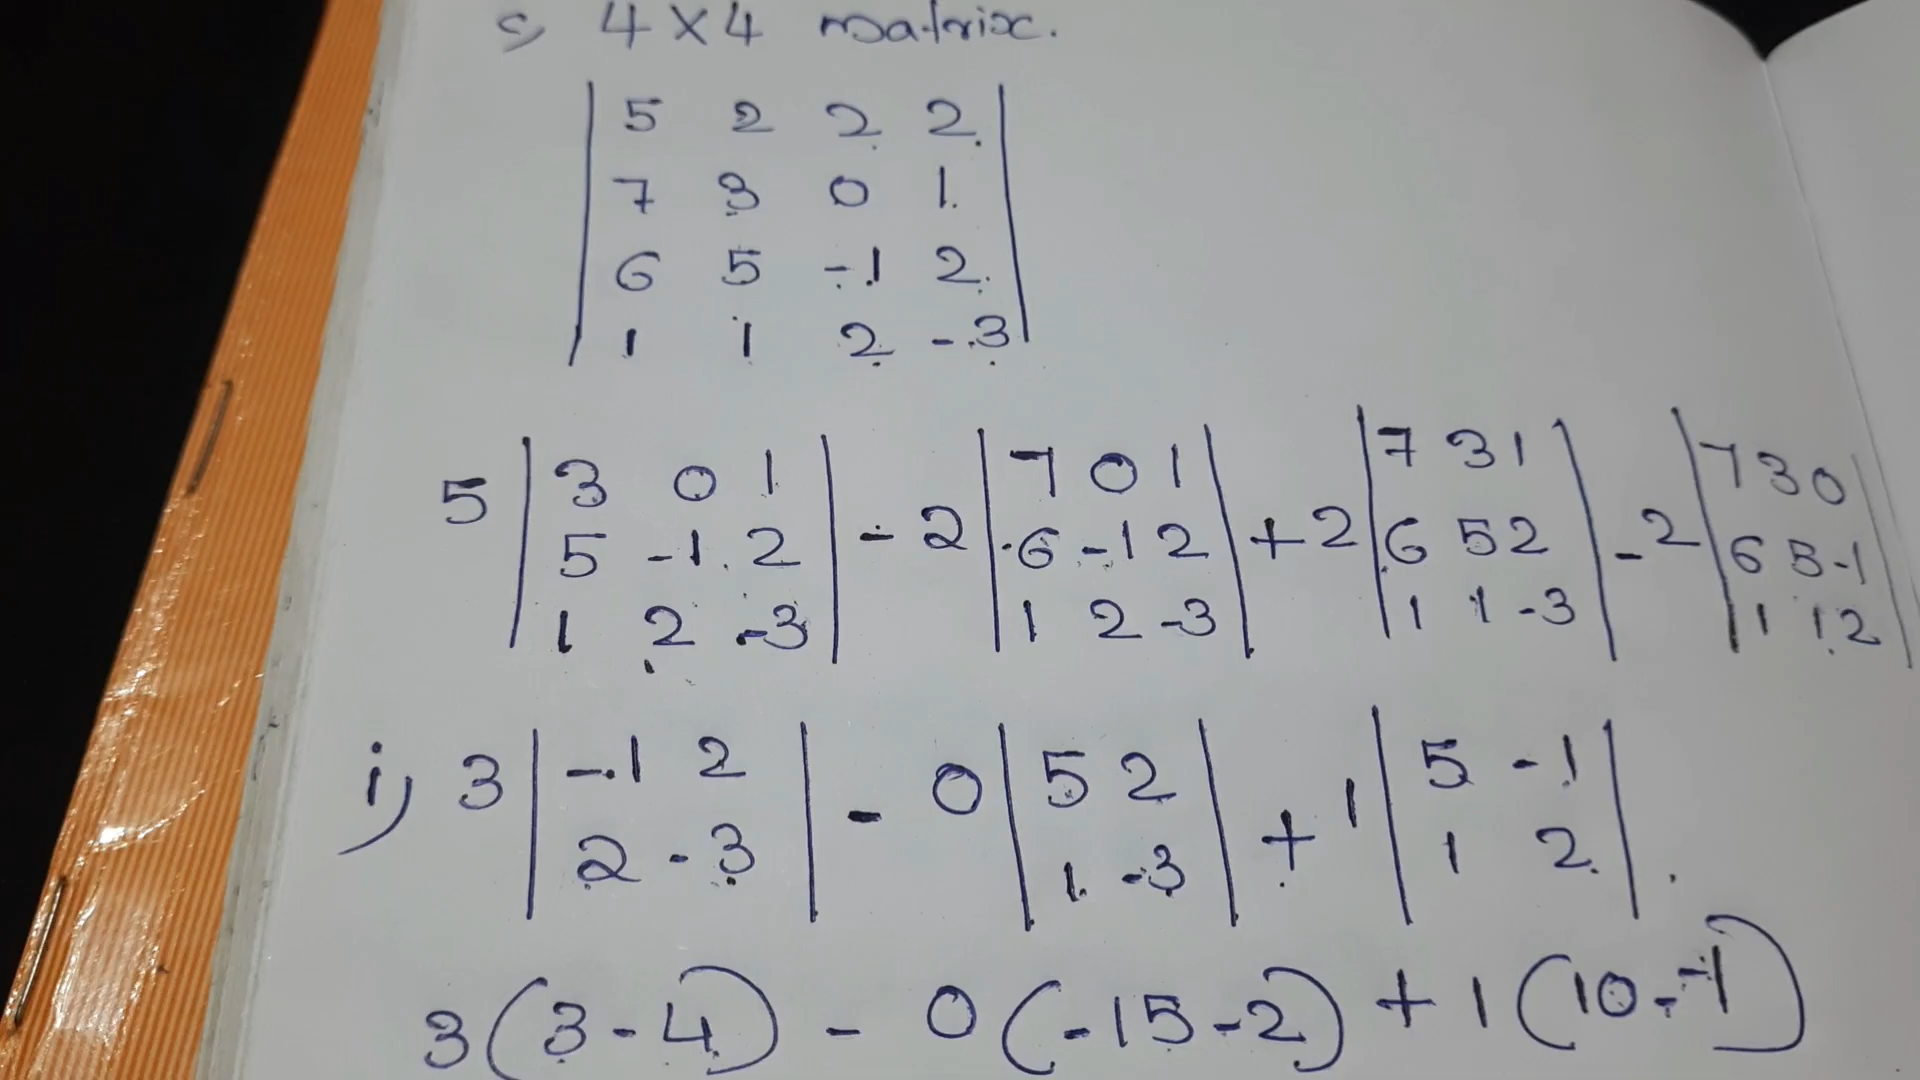 c) 4 × 4 matrix.
| 5 2 2 2 |
| 7 3 0 1 |
| 6 5 -1 2 |
| 1 1 2 -3 |
5 | 3 0 1 | - 2 | 7 0 1 | + 2 | 7 3 1 | - 2 | 7 3 0 |
| 5 -1 2 | | 6 -1 2 | | 6 5 2 | | 6 5 -1 |
| 1 2 -3 | | 1 2 -3 | | 1 1 -3 | | 1 1 2 |
i) 3 | -1 2 | - 0 | 5 2 | + 1 | 5 -1 |
| 2 -3 | | 1 -3 | | 1 2 |
3 (3 - 4) - 0 (-15 - 2) + 1 (10 - -1)